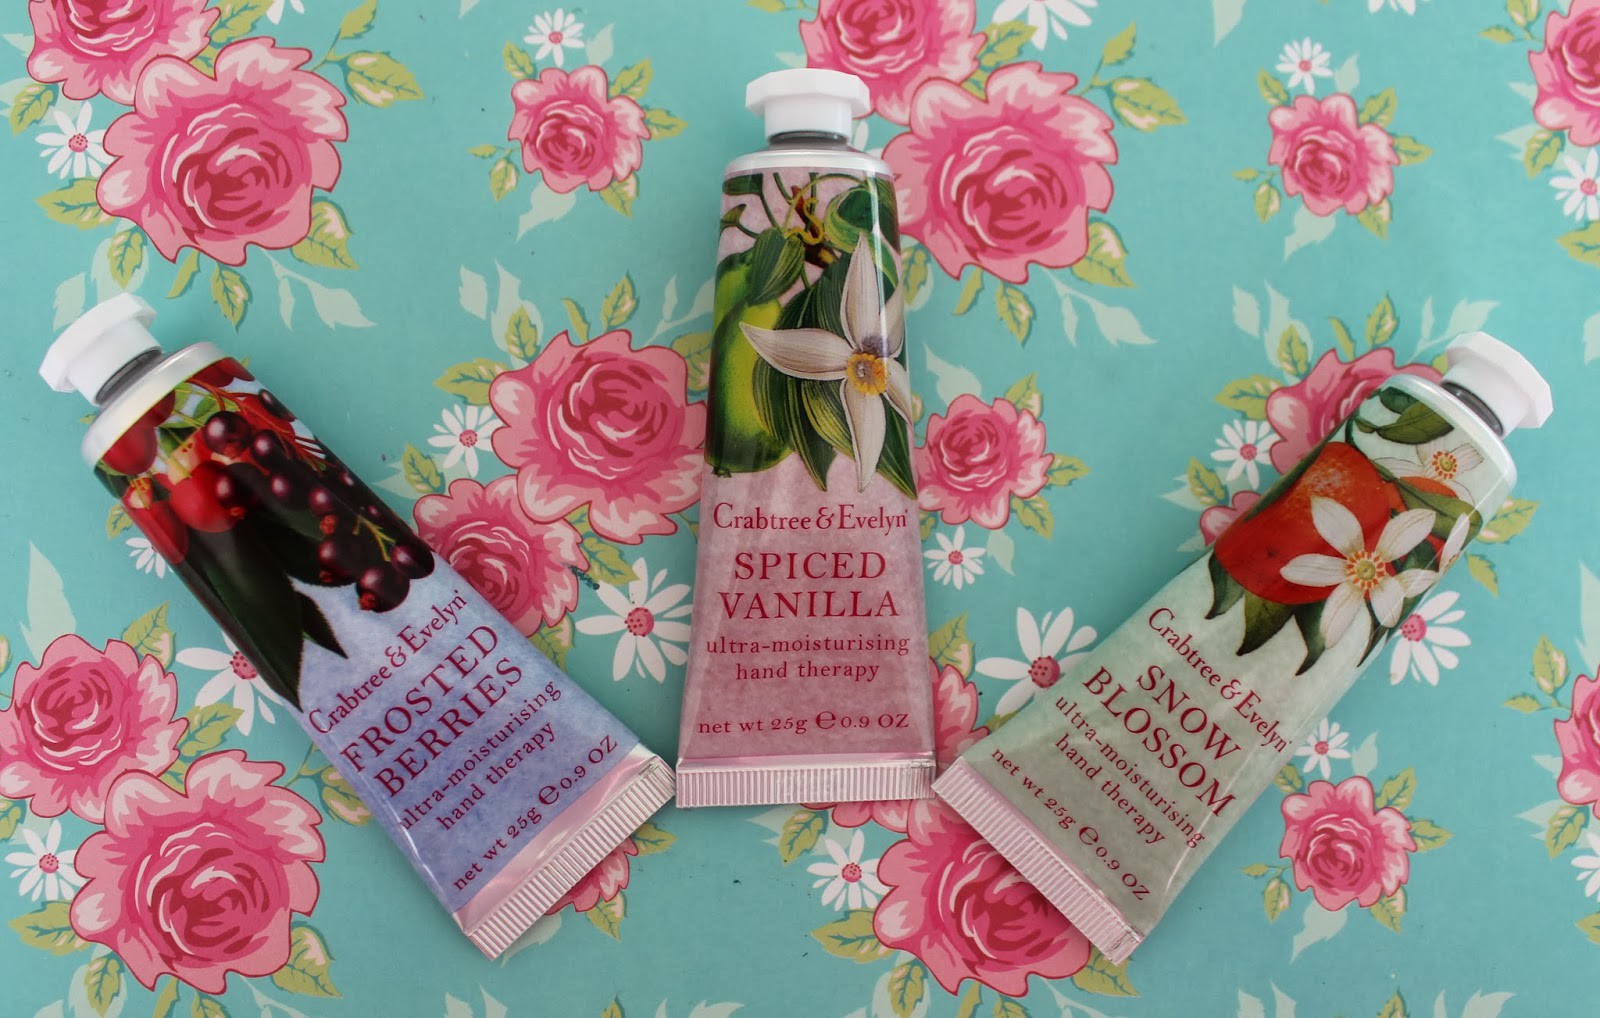 Crabtree & Evelyn®
FROSTED
BERRIES
ultra-moisturising
hand therapy
net wt 25g ℮ 0.9 OZ
Crabtree & Evelyn®
SPICED
VANILLA
ultra-moisturising
hand therapy
net wt 25g ℮ 0.9 OZ
Crabtree & Evelyn®
SNOW
BLOSSOM
ultra-moisturising
hand therapy
net wt 25g ℮ 0.9 OZ